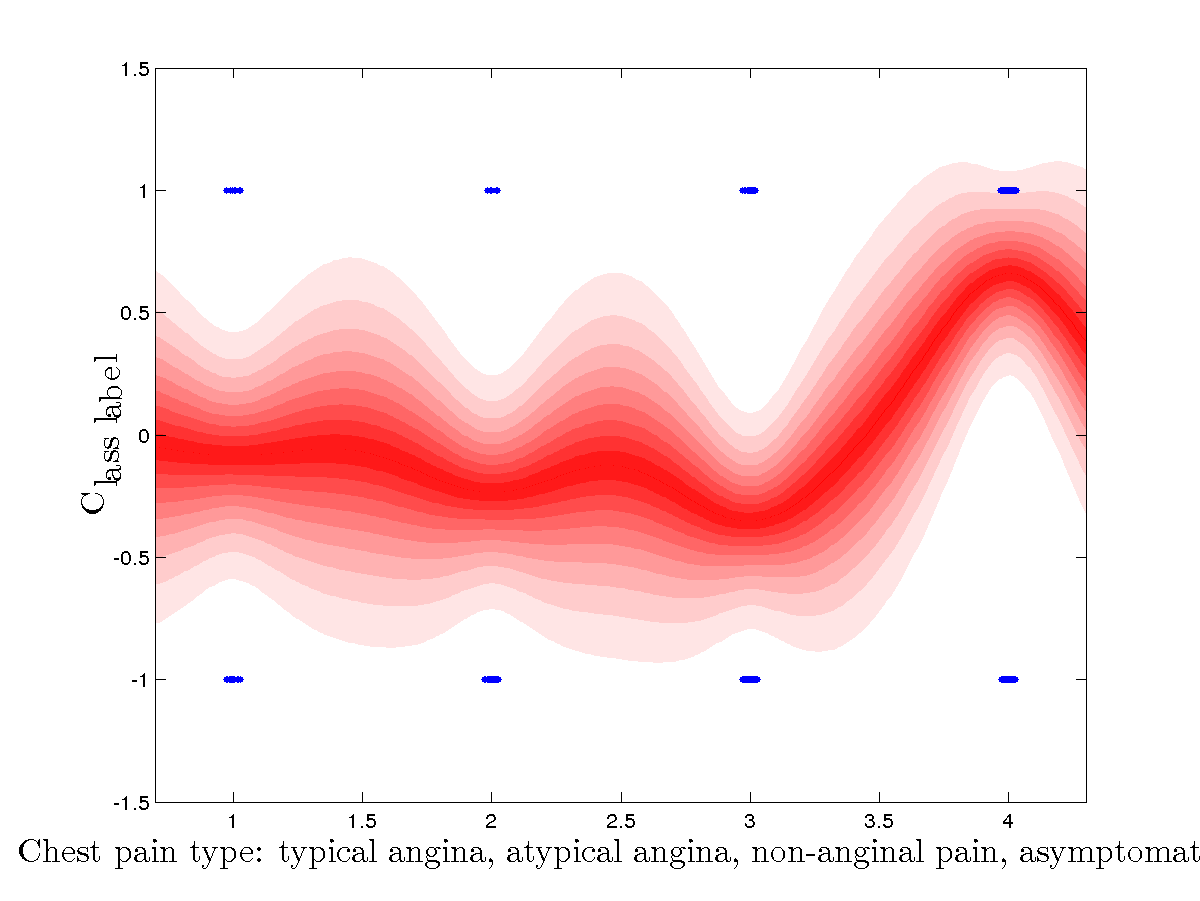 1.5
1
0.5
0
-0.5
-1
-1.5
Class label
1 1.5 2 2.5 3 3.5 4
Chest pain type: typical angina, atypical angina, non-anginal pain, asymptomat